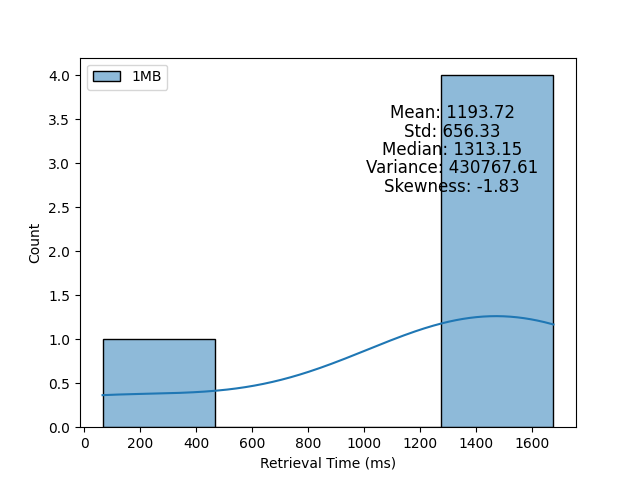 1MB
Mean: 1193.72
Std: 656.33
Median: 1313.15
Variance: 430767.61
Skewness: -1.83
4.0
3.5
3.0
2.5
2.0
1.5
1.0
0.5
0.0
Count
0 200 400 600 800 1000 1200 1400 1600
Retrieval Time (ms)